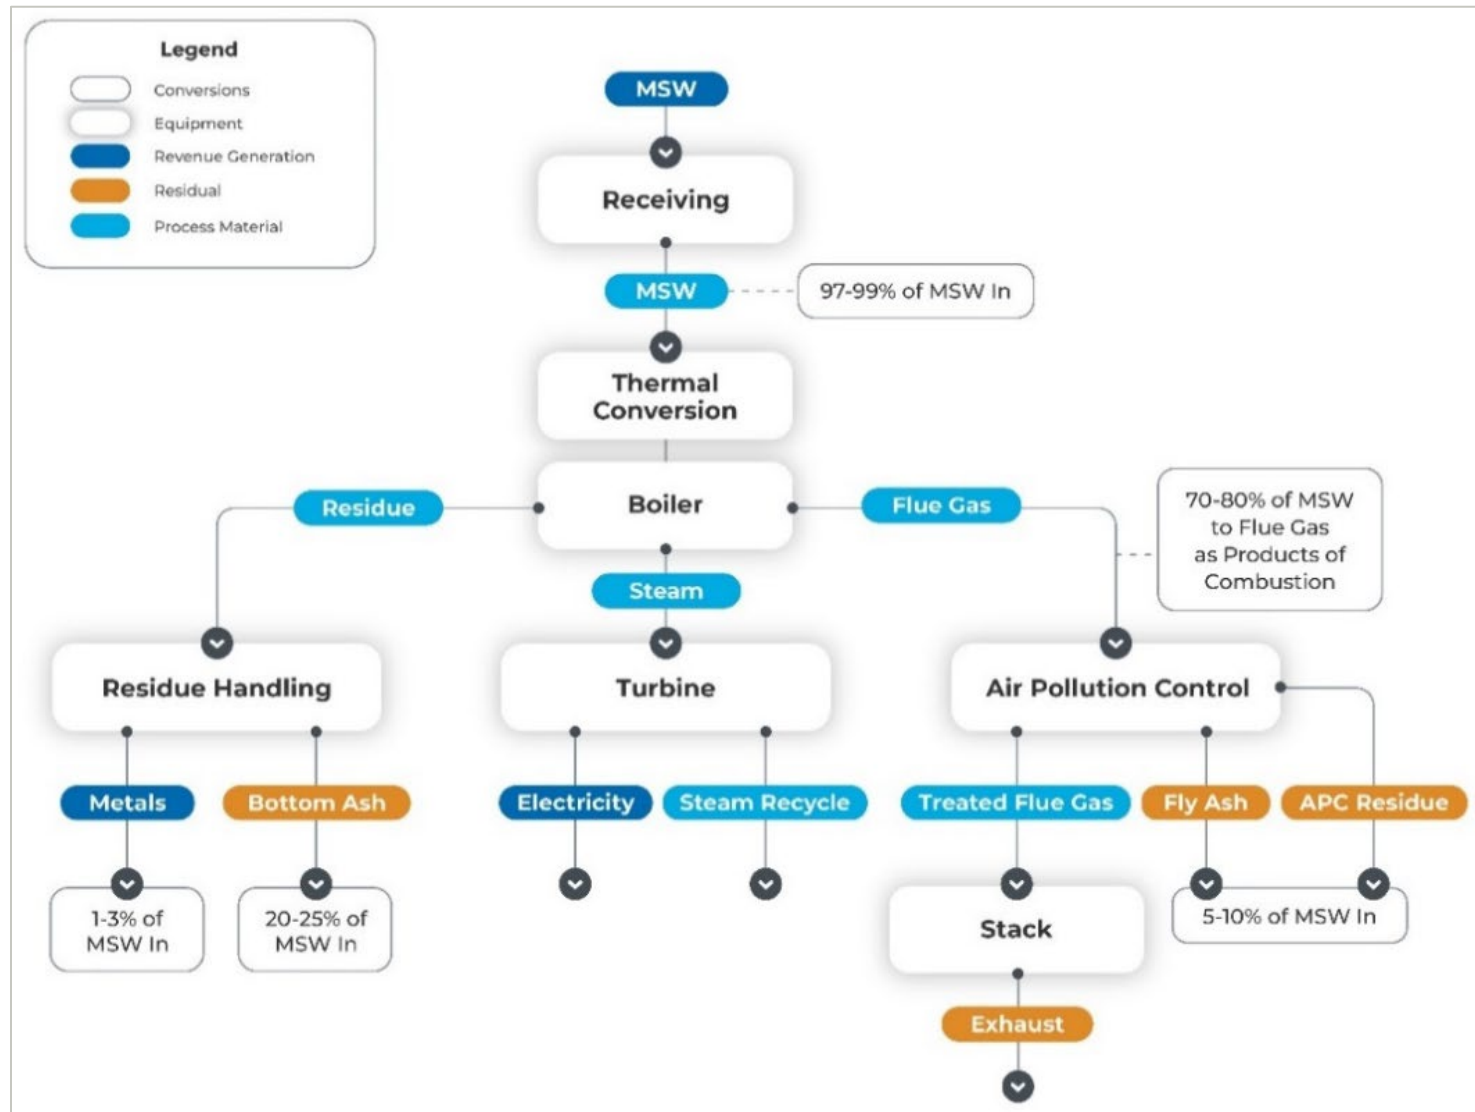 Legend
Conversions
Equipment
Revenue Generation
Residual
Process Material
MSW
Receiving
MSW
97-99% of MSW In
Thermal
Conversion
Boiler
Residue
Flue Gas
70-80% of MSW
to Flue Gas
as Products of
Combustion
Steam
Residue Handling
Turbine
Air Pollution Control
Metals
Bottom Ash
Electricity
Steam Recycle
Treated Flue Gas
Fly Ash
APC Residue
1-3% of
MSW In
20-25% of
MSW In
Stack
5-10% of MSW In
Exhaust